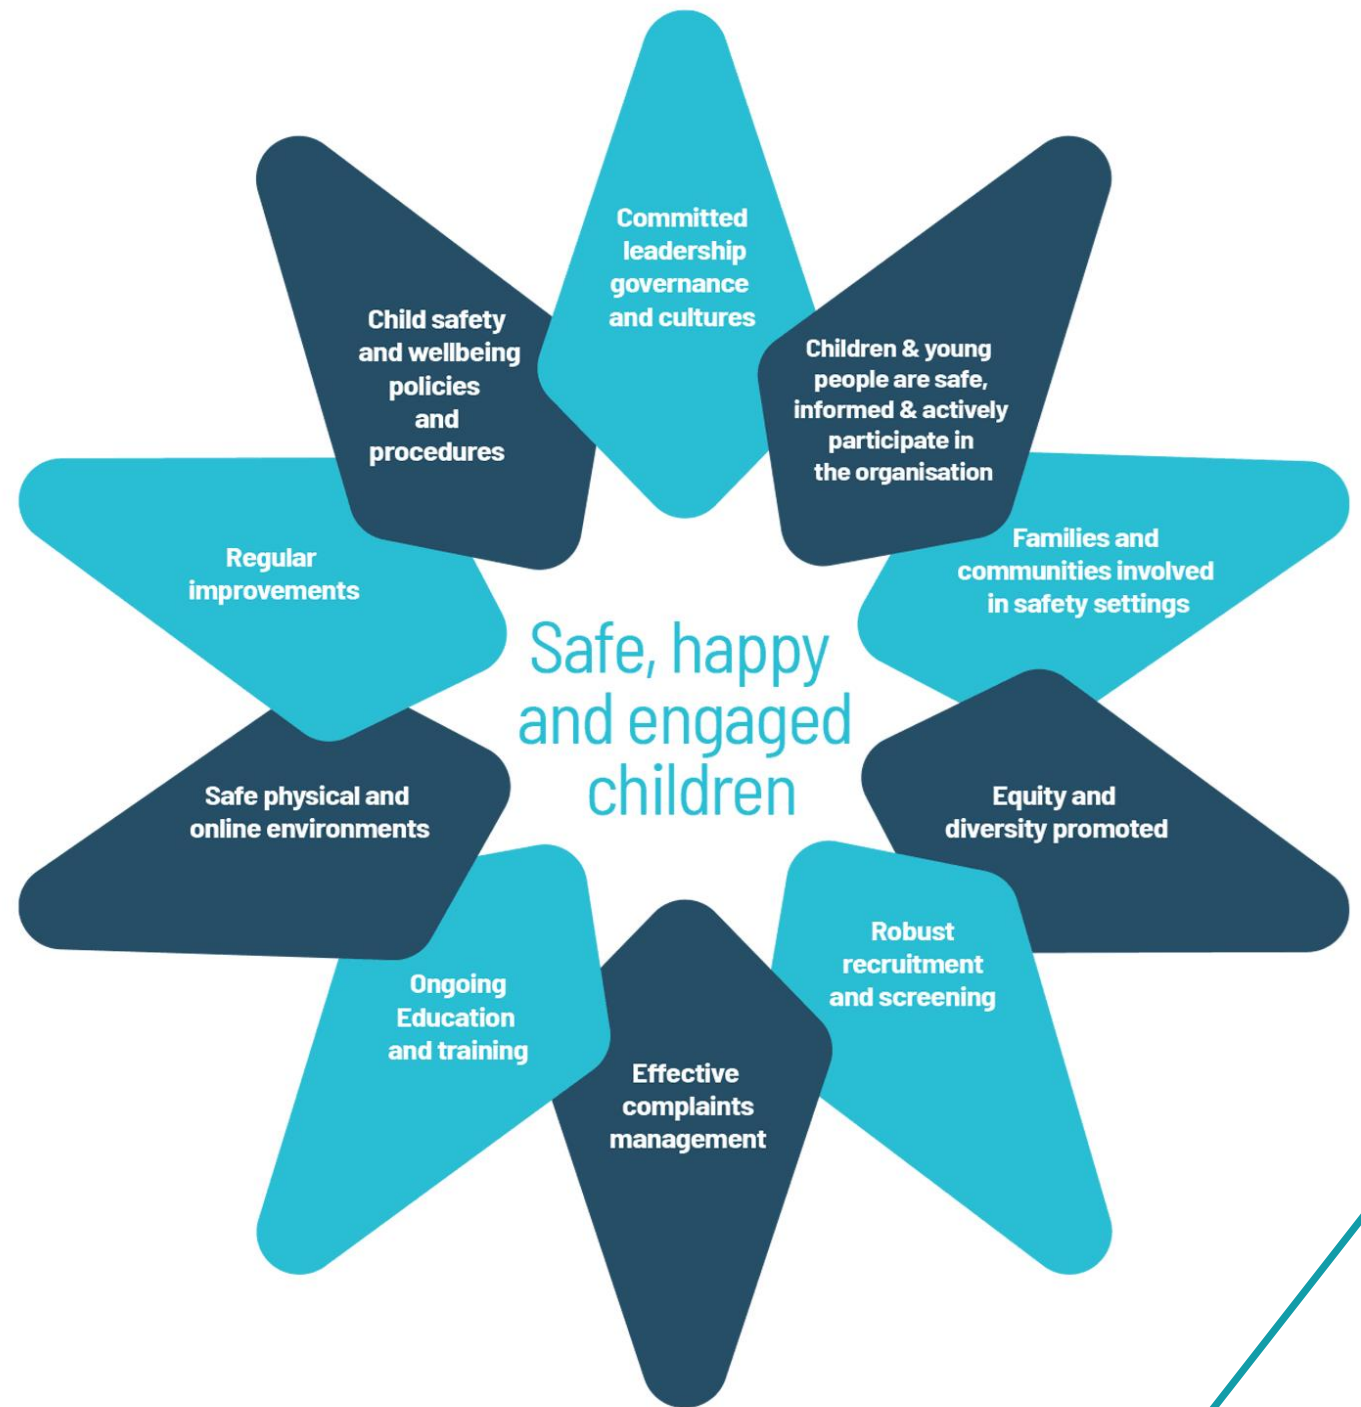 Committed
leadership
governance
and cultures
Children & young
people are safe,
informed & actively
participate in
the organisation
Families and
communities involved
in safety settings
Equity and
diversity promoted
Robust
recruitment
and screening
Effective
complaints
management
Ongoing
Education
and training
Safe physical and
online environments
Regular
improvements
Child safety
and wellbeing
policies
and
procedures
Safe, happy
and engaged
children